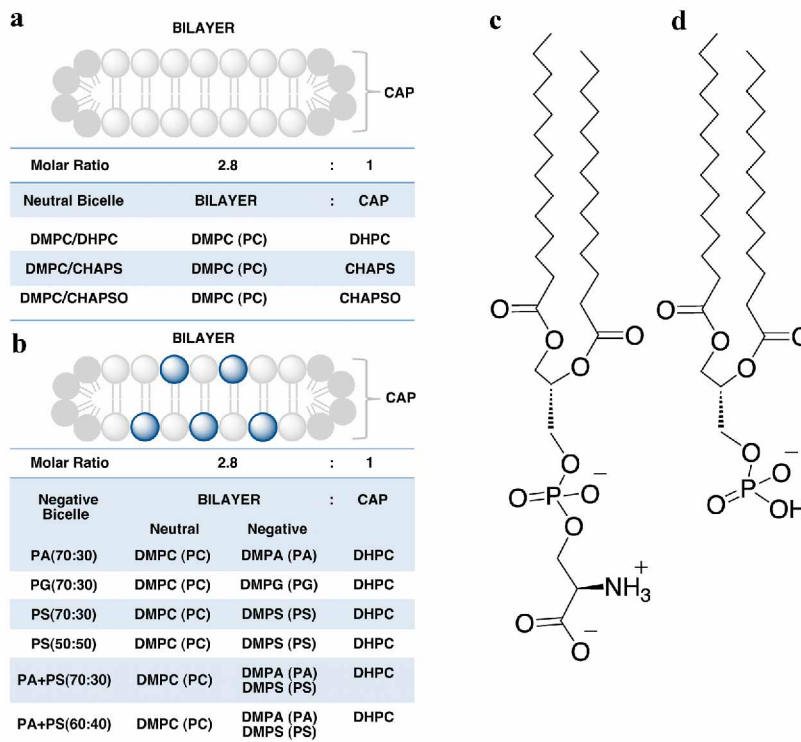 a
BILAYER
CAP
Molar Ratio 2.8 : 1
Neutral Bicelle BILAYER : CAP
DMPC/DHPC DMPC (PC) DHPC
DMPC/CHAPS DMPC (PC) CHAPS
DMPC/CHAPSO DMPC (PC) CHAPSO
b
BILAYER
CAP
Molar Ratio 2.8 : 1
Negative Bicelle BILAYER : CAP
Neutral Negative
PA(70:30) DMPC (PC) DMPA (PA) DHPC
PG(70:30) DMPC (PC) DMPG (PG) DHPC
PS(70:30) DMPC (PC) DMPS (PS) DHPC
PS(50:50) DMPC (PC) DMPS (PS) DHPC
PA+PS(70:30) DMPC (PC) DMPA (PA) DMPS (PS) DHPC
PA+PS(60:40) DMPC (PC) DMPA (PA) DMPS (PS) DHPC
c
O
O O
O
O
O −
O=P−O
O
+
NH3
O −
O
d
O
O O
O
O −
O P O
OH